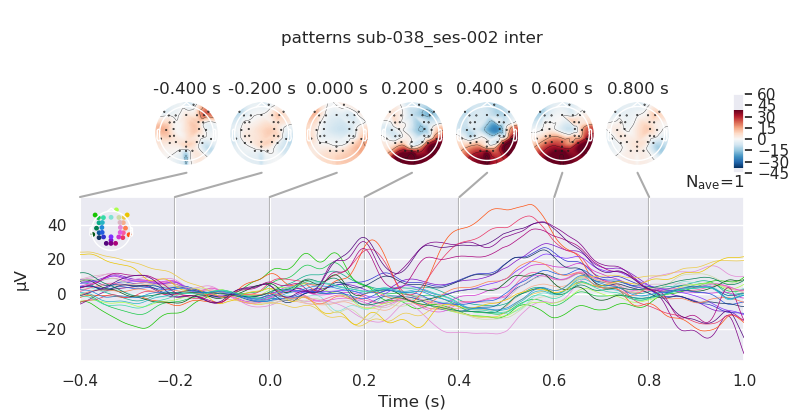 patterns sub-038_ses-002 inter
-0.400 s -0.200 s 0.000 s 0.200 s 0.400 s 0.600 s 0.800 s
60
45
30
15
0
−15
−30
−45
Nave=1
40
20
0
−20
µV
−0.4 −0.2 0.0 0.2 0.4 0.6 0.8 1.0
Time (s)